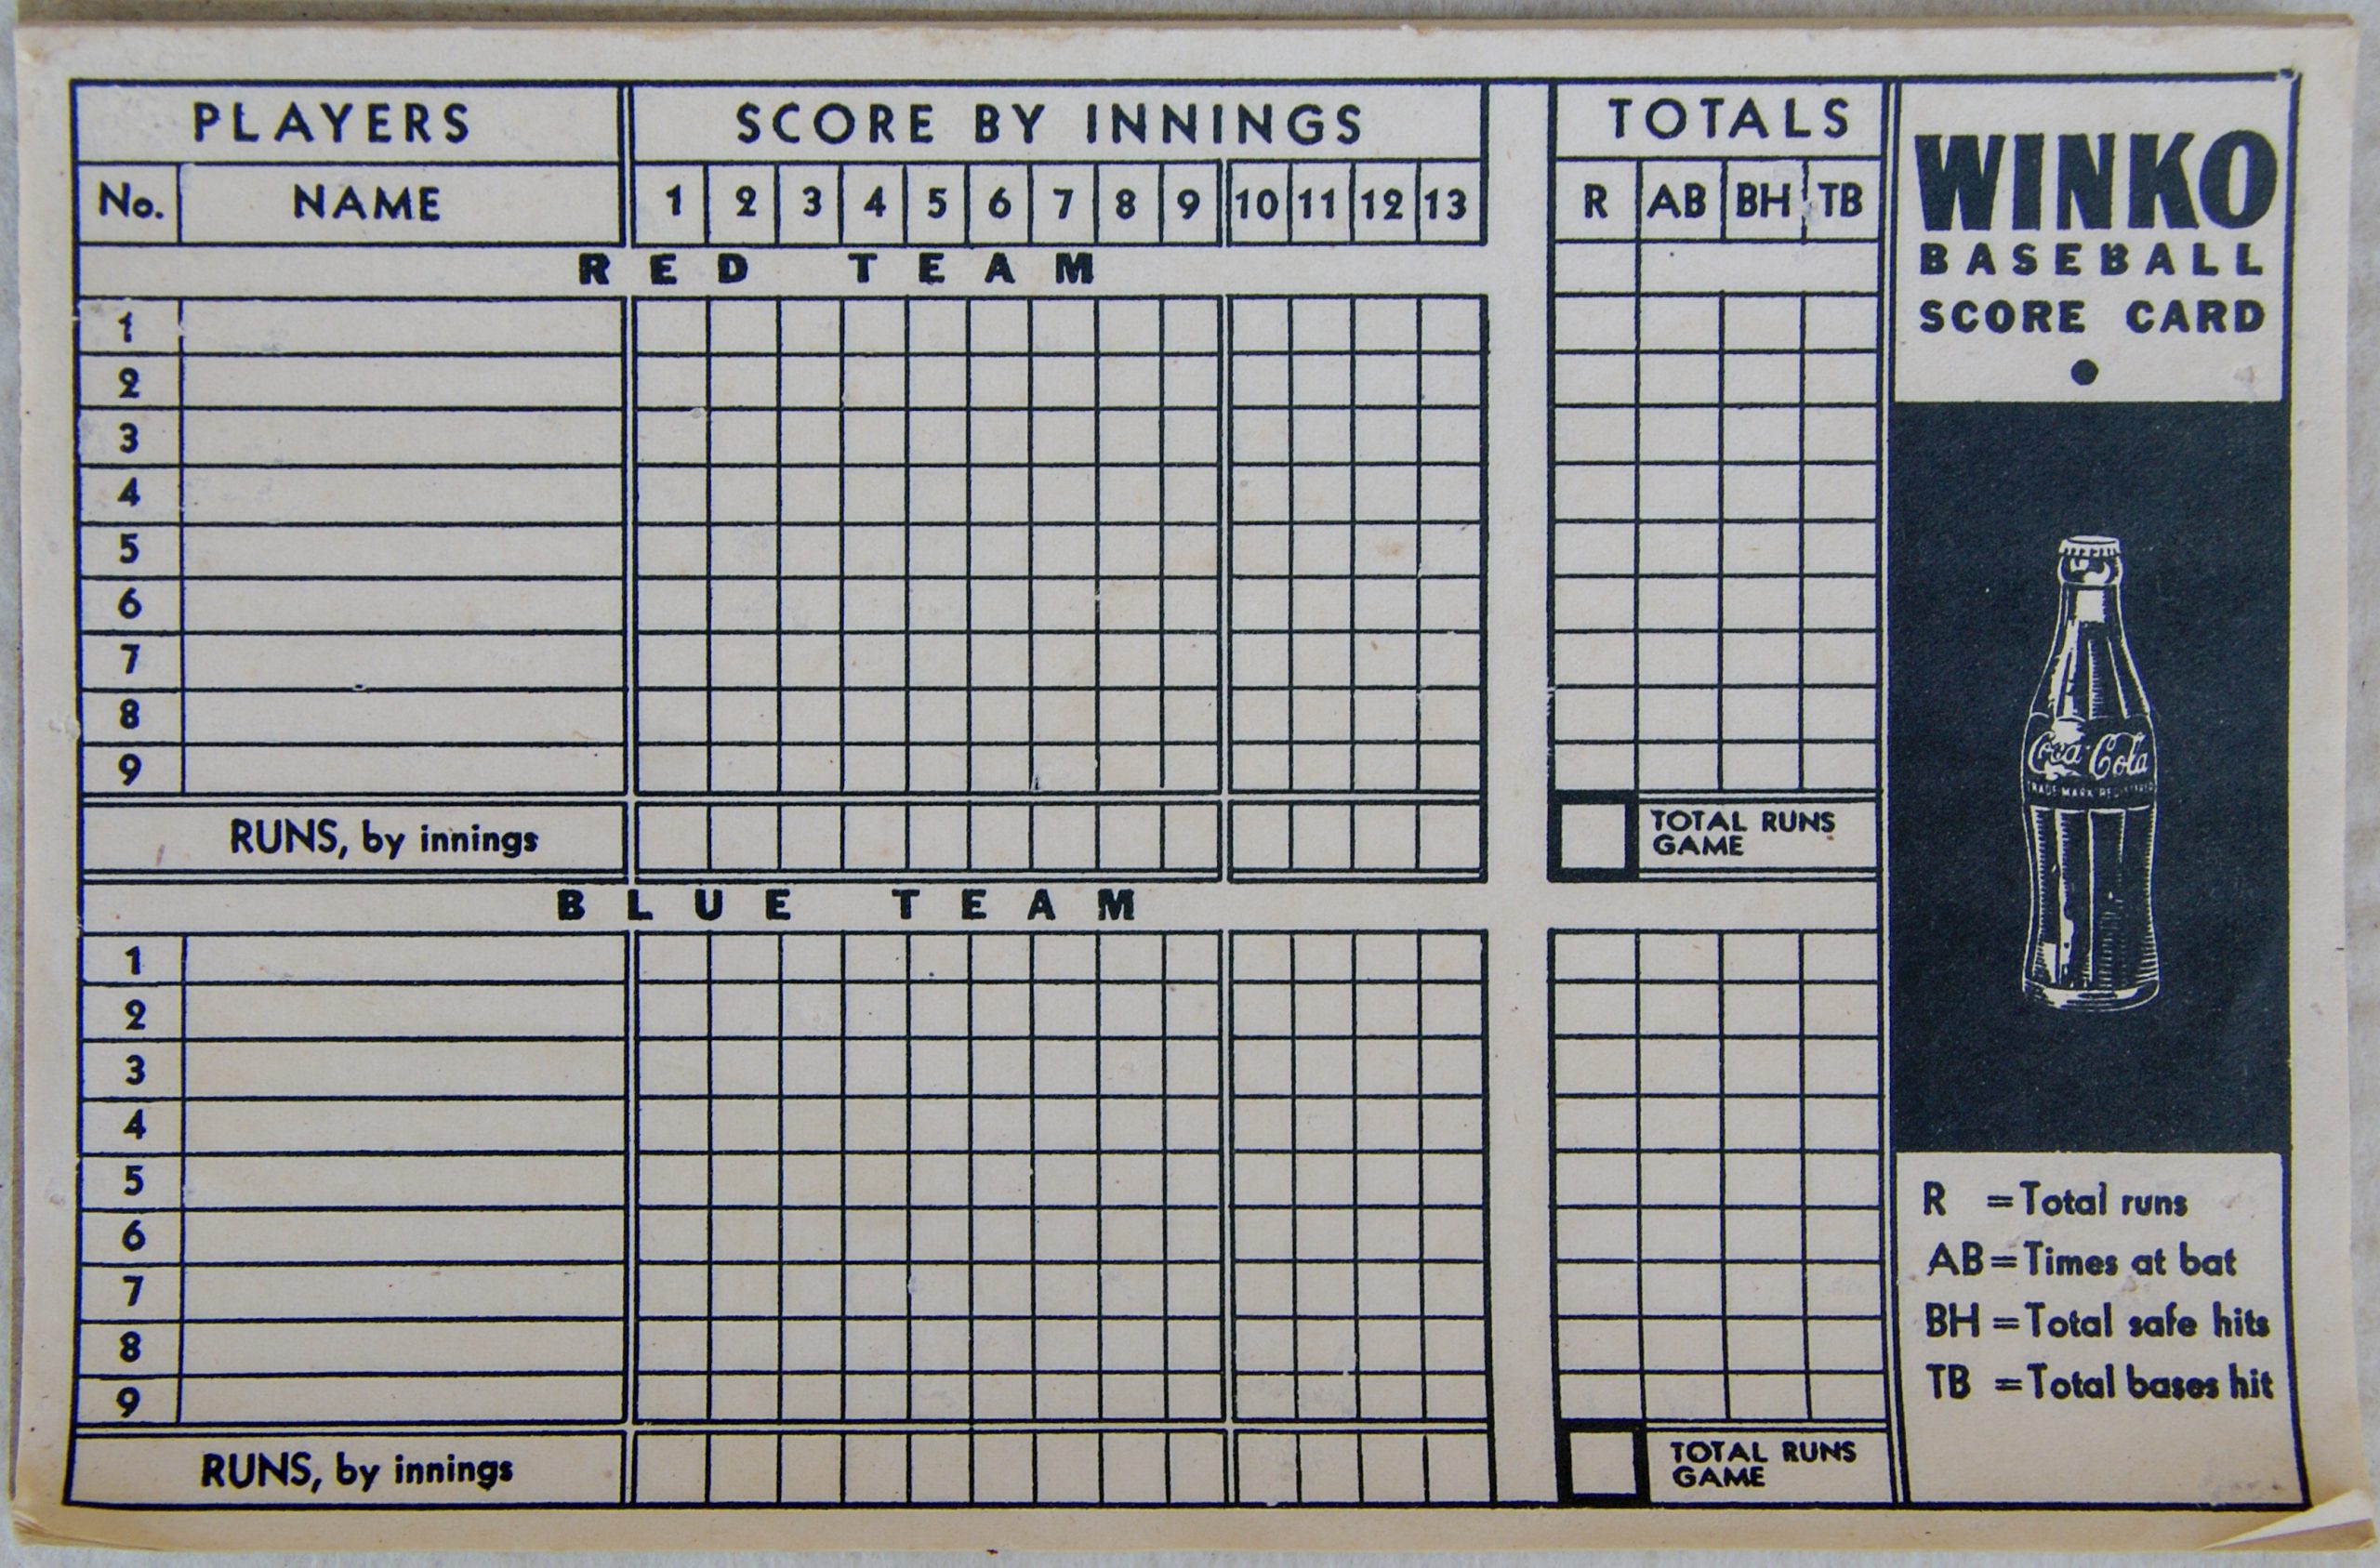 PLAYERS SCORE BY INNINGS TOTALS
No. NAME 1 2 3 4 5 6 7 8 9 10 11 12 13 R AB BH TB
RED TEAM
1
2
3
4
5
6
7
8
9
RUNS, by innings
TOTAL RUNS
GAME
BLUE TEAM
1
2
3
4
5
6
7
8
9
RUNS, by innings
TOTAL RUNS
GAME
WINKO
BASEBALL
SCORE CARD
Coca-Cola
TRADE MARK REGISTERED
R = Total runs
AB = Times at bat
BH = Total safe hits
TB = Total bases hit